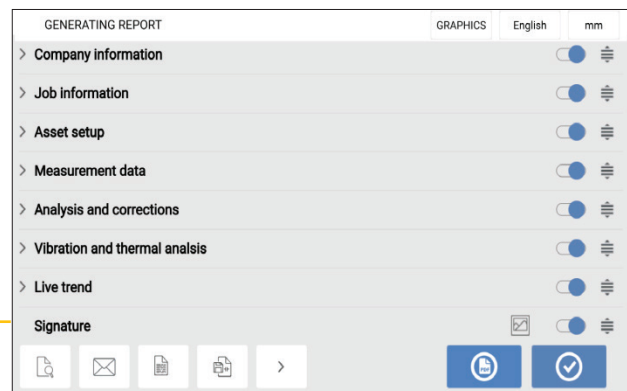 GENERATING REPORT GRAPHICS English mm
Company information
Job information
Asset setup
Measurement data
Analysis and corrections
Vibration and thermal analsis
Live trend
Signature
PDF